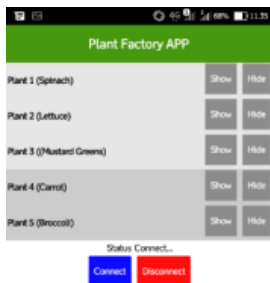 4G 68% 11.35
Plant Factory APP
Plant 1 (Spinach) Show Hide
Plant 2 (Lettuce) Show Hide
Plant 3 ((Mustard Greens) Show Hide
Plant 4 (Carrot) Show Hide
Plant 5 (Broccoli) Show Hide
Status Connect...
Connect Disconnect